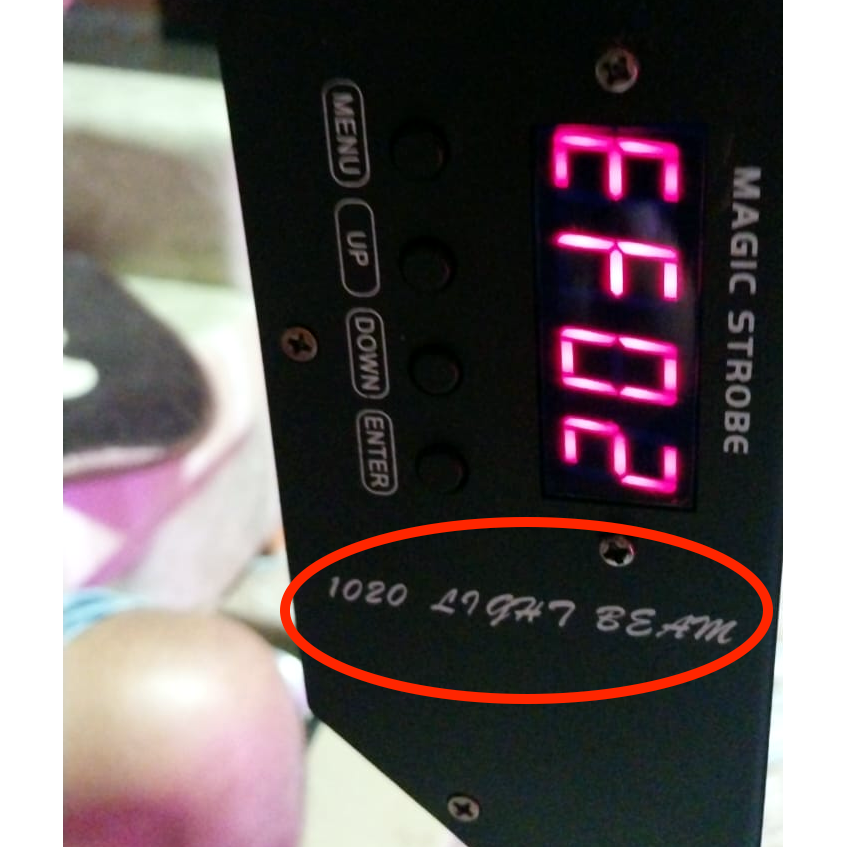 MAGIC STROBE
EF02
MENU
UP
DOWN
ENTER
1020 LIGHT BEAM